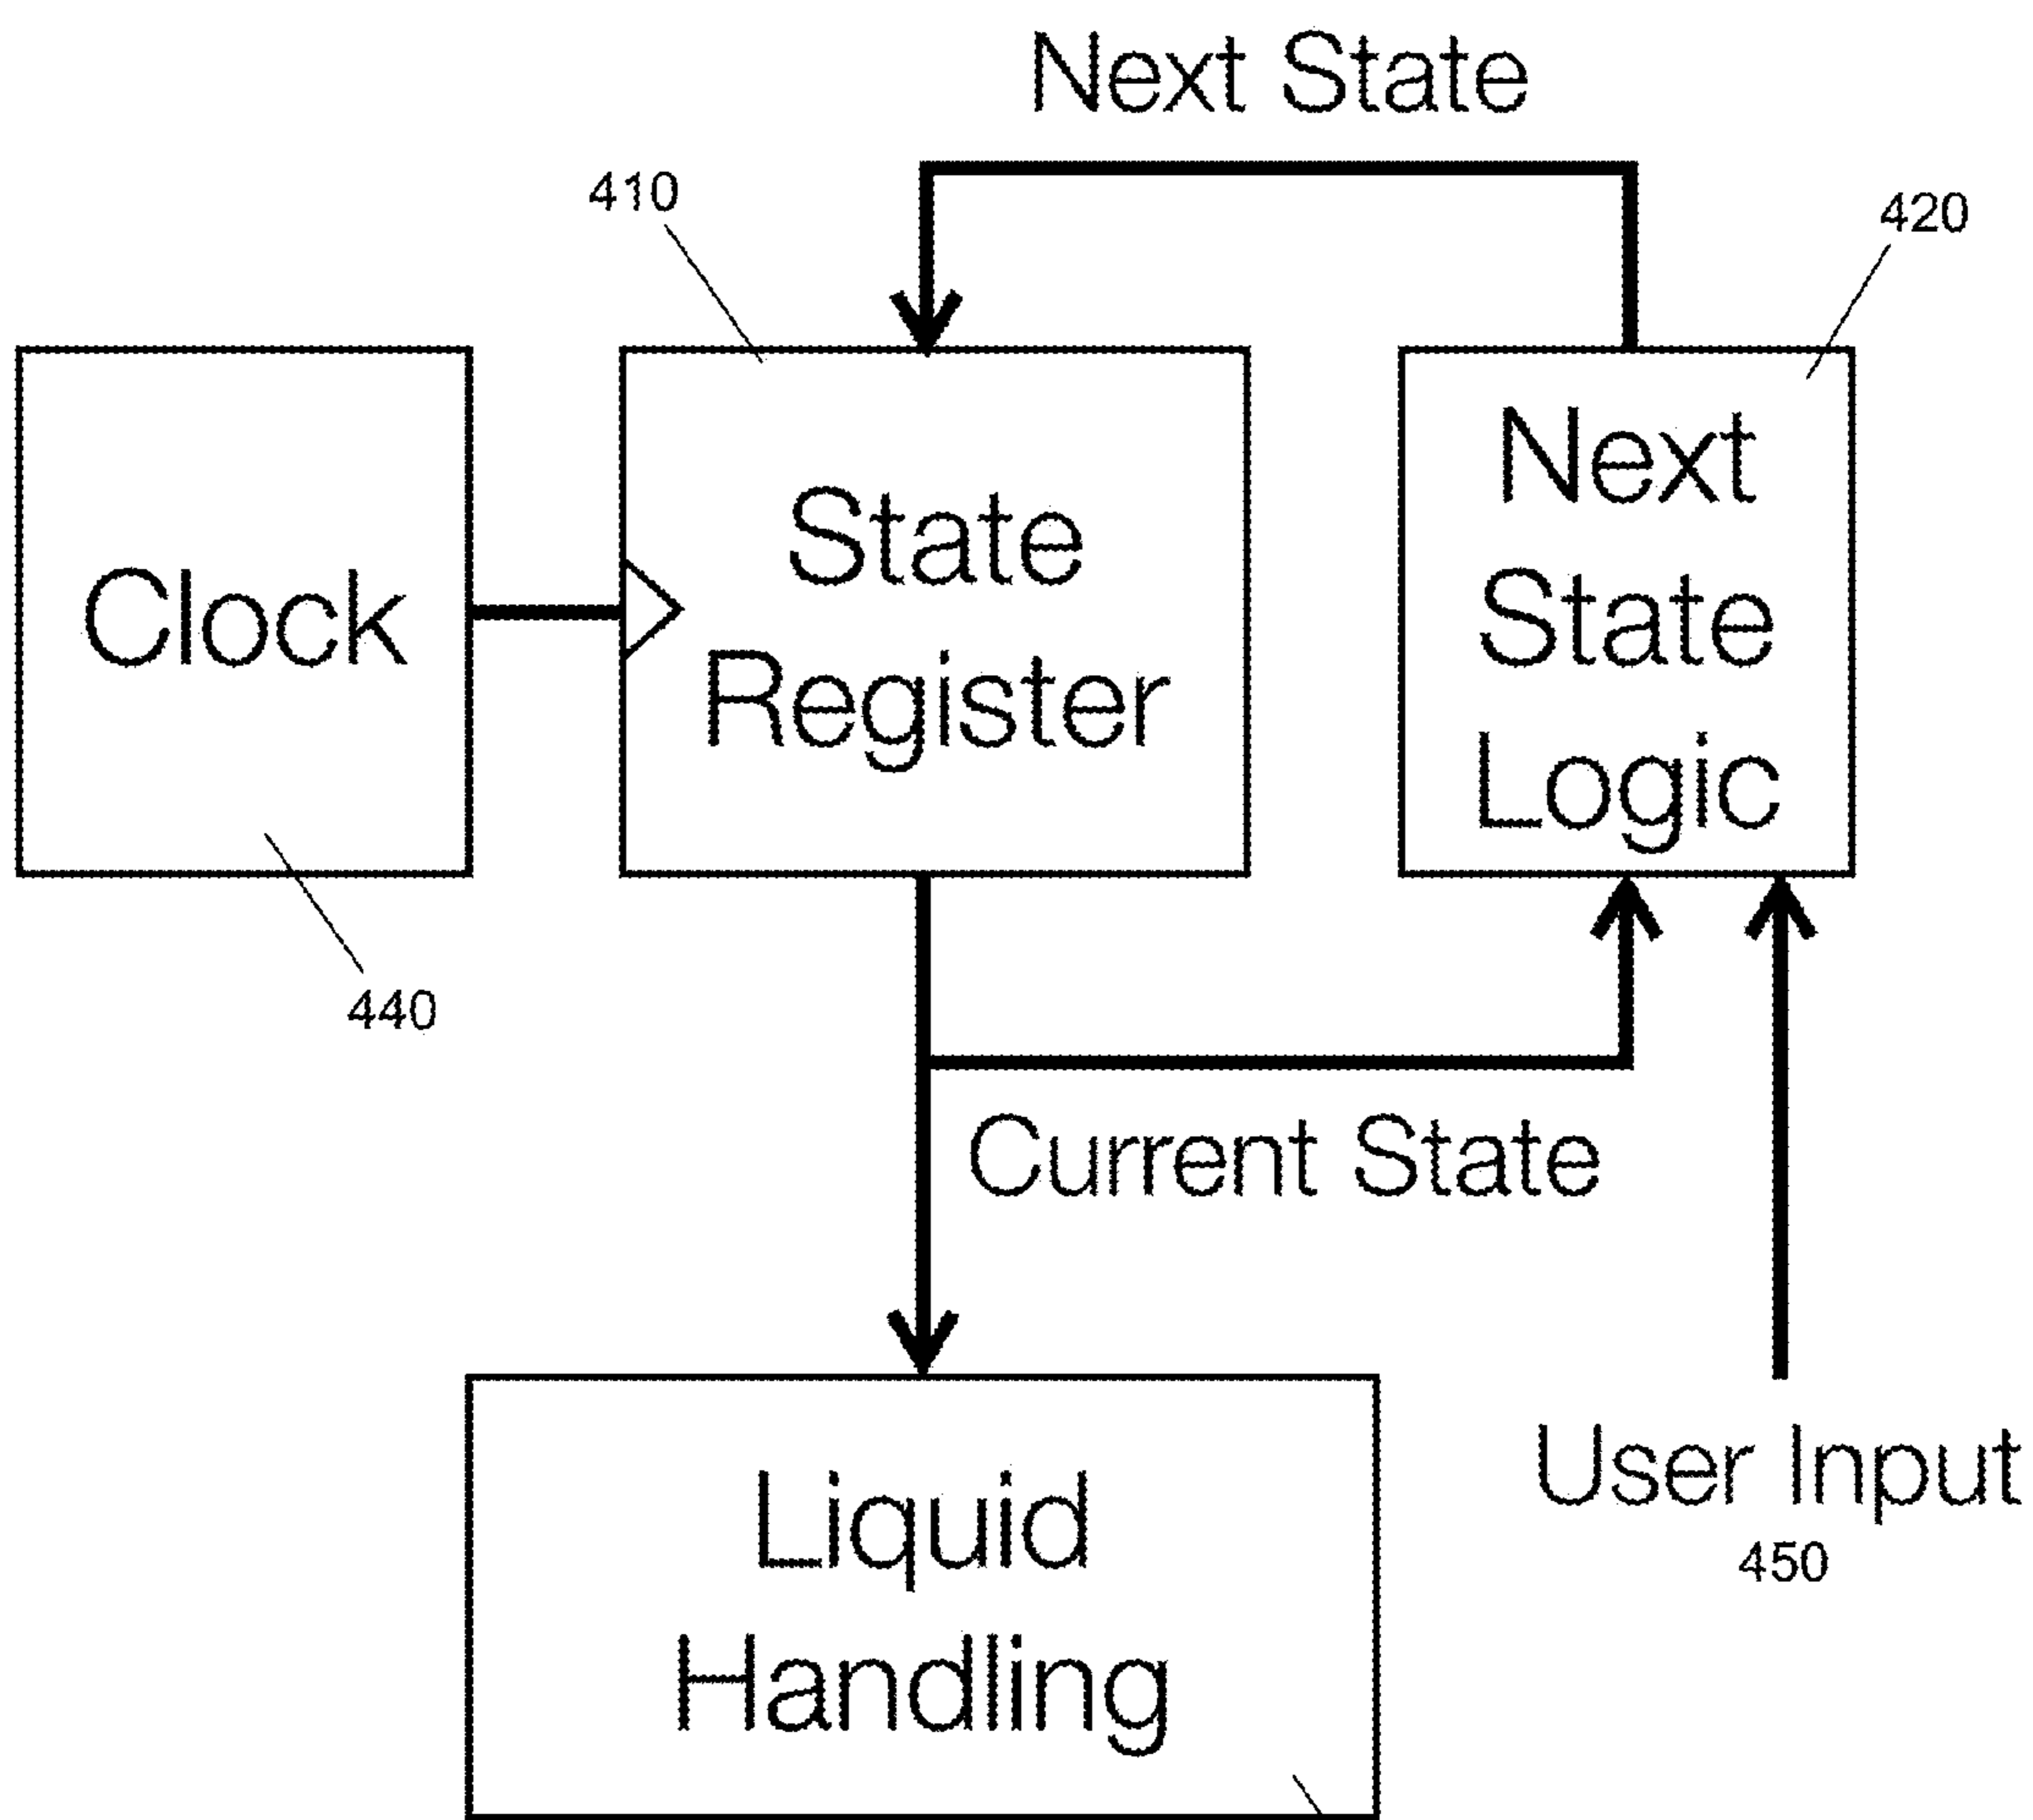 Next State
410
420
Clock
State
Register
Next
State
Logic
440
Current State
Liquid
Handling
User Input
450